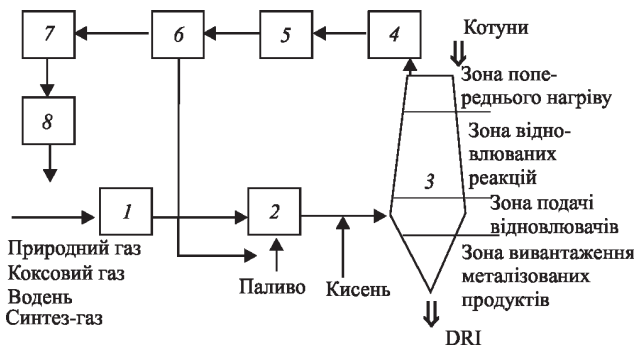 7
6
5
4
Котуни
Зона попе-
реднього нагріву
8
Зона відно-
влюваних
реакцій
3
1
2
Зона подачі
відновлювачів
Зона вивантаження
металізованих
продуктів
Природний газ
Коксовий газ
Водень
Синтез-газ
Паливо
Кисень
DRI